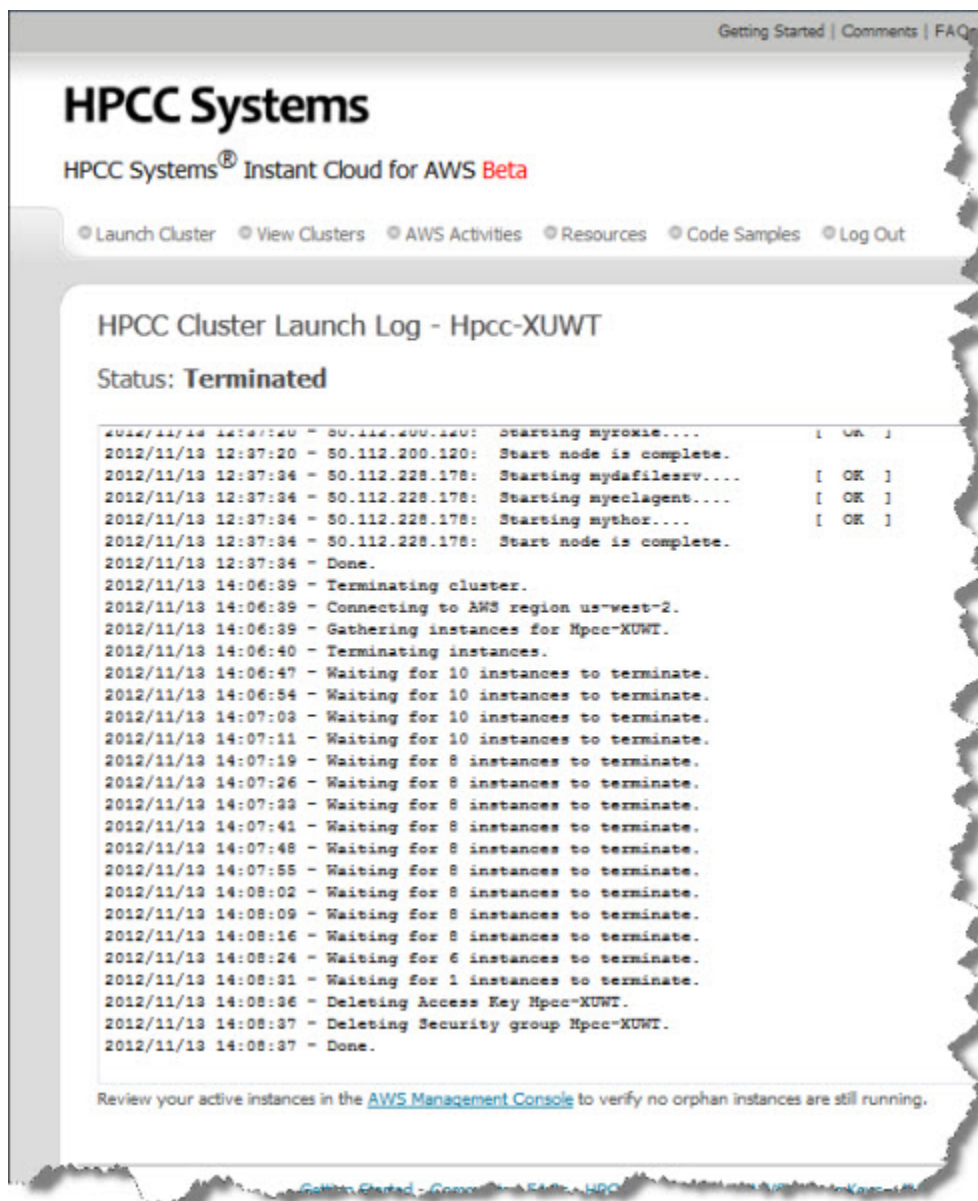 Getting Started | Comments | FAQs
HPCC Systems
HPCC Systems® Instant Cloud for AWS Beta
Launch Cluster View Clusters AWS Activities Resources Code Samples Log Out
HPCC Cluster Launch Log - Hpcc-XUWT
Status: Terminated
2012/11/13 12:37:20 - 50.112.200.120: Starting myroxie.... [ OK ]
2012/11/13 12:37:20 - 50.112.200.120: Start node is complete.
2012/11/13 12:37:34 - 50.112.228.178: Starting mydafilesrv.... [ OK ]
2012/11/13 12:37:34 - 50.112.228.178: Starting myeclagent.... [ OK ]
2012/11/13 12:37:34 - 50.112.228.178: Starting mythor.... [ OK ]
2012/11/13 12:37:34 - 50.112.228.178: Start node is complete.
2012/11/13 12:37:34 - Done.
2012/11/13 14:06:39 - Terminating cluster.
2012/11/13 14:06:39 - Connecting to AWS region us-west-2.
2012/11/13 14:06:39 - Gathering instances for Hpcc-XUWT.
2012/11/13 14:06:40 - Terminating instances.
2012/11/13 14:06:47 - Waiting for 10 instances to terminate.
2012/11/13 14:06:54 - Waiting for 10 instances to terminate.
2012/11/13 14:07:03 - Waiting for 10 instances to terminate.
2012/11/13 14:07:11 - Waiting for 10 instances to terminate.
2012/11/13 14:07:19 - Waiting for 8 instances to terminate.
2012/11/13 14:07:26 - Waiting for 8 instances to terminate.
2012/11/13 14:07:33 - Waiting for 8 instances to terminate.
2012/11/13 14:07:41 - Waiting for 8 instances to terminate.
2012/11/13 14:07:48 - Waiting for 8 instances to terminate.
2012/11/13 14:07:55 - Waiting for 8 instances to terminate.
2012/11/13 14:08:02 - Waiting for 8 instances to terminate.
2012/11/13 14:08:09 - Waiting for 8 instances to terminate.
2012/11/13 14:08:16 - Waiting for 8 instances to terminate.
2012/11/13 14:08:24 - Waiting for 6 instances to terminate.
2012/11/13 14:08:31 - Waiting for 1 instances to terminate.
2012/11/13 14:08:36 - Deleting Access Key Hpcc-XUWT.
2012/11/13 14:08:37 - Deleting Security group Hpcc-XUWT.
2012/11/13 14:08:37 - Done.
Review your active instances in the AWS Management Console to verify no orphan instances are still running.